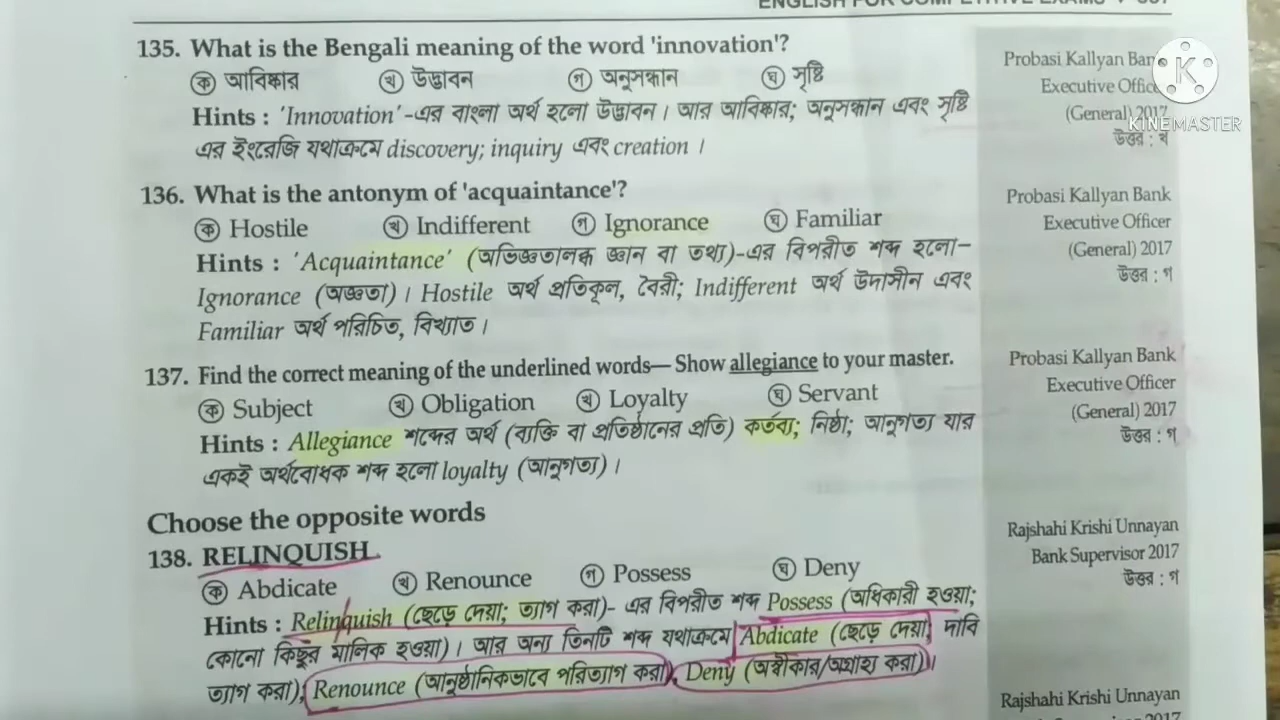 ENGLISH FOR COMPETITIVE EXAMS
135. What is the Bengali meaning of the word 'innovation'?
ⓚ আবিষ্কার ⓚ উদ্ভাবন ⓖ অনুসন্ধান ⓖ সৃষ্টি
Hints : 'Innovation'-এর বাংলা অর্থ হলো উদ্ভাবন। আর আবিষ্কার; অনুসন্ধান এবং সৃষ্টি
এর ইংরেজি যথাক্রমে discovery; inquiry এবং creation ।
Probasi Kallyan Bank
Executive Officer
(General) 2017
উত্তর : খ
KINEMASTER
136. What is the antonym of 'acquaintance'?
ক Hostile খ Indifferent গ Ignorance ঘ Familiar
Hints : 'Acquaintance' (অভিজ্ঞতালব্ধ জ্ঞান বা তথ্য)-এর বিপরীত শব্দ হলো–
Ignorance (অজ্ঞতা)। Hostile অর্থ প্রতিকূল, বৈরী; Indifferent অর্থ উদাসীন এবং
Familiar অর্থ পরিচিত, বিখ্যাত।
Probasi Kallyan Bank
Executive Officer
(General) 2017
উত্তর : গ
137. Find the correct meaning of the underlined words— Show allegiance to your master.
ক Subject খ Obligation খ Loyalty ঘ Servant
Hints : Allegiance শব্দের অর্থ (ব্যক্তি বা প্রতিষ্ঠানের প্রতি) কর্তব্য; নিষ্ঠা; আনুগত্য যার
একই অর্থবোধক শব্দ হলো loyalty (আনুগত্য)।
Probasi Kallyan Bank
Executive Officer
(General) 2017
উত্তর : গ
Choose the opposite words
138. RELINQUISH
ক Abdicate খ Renounce গ Possess ঘ Deny
Hints : Relinquish (ছেড়ে দেয়া; ত্যাগ করা)- এর বিপরীত শব্দ Possess (অধিকারী হওয়া;
কোনো কিছুর মালিক হওয়া)। আর অন্য তিনটি শব্দ যথাক্রমে Abdicate (ছেড়ে দেয়া, দাবি
ত্যাগ করা); Renounce (আনুষ্ঠানিকভাবে পরিত্যাগ করা), Deny (অস্বীকার/অগ্রাহ্য করা)।
Rajshahi Krishi Unnayan
Bank Supervisor 2017
উত্তর : গ
Rajshahi Krishi Unnayan
2017